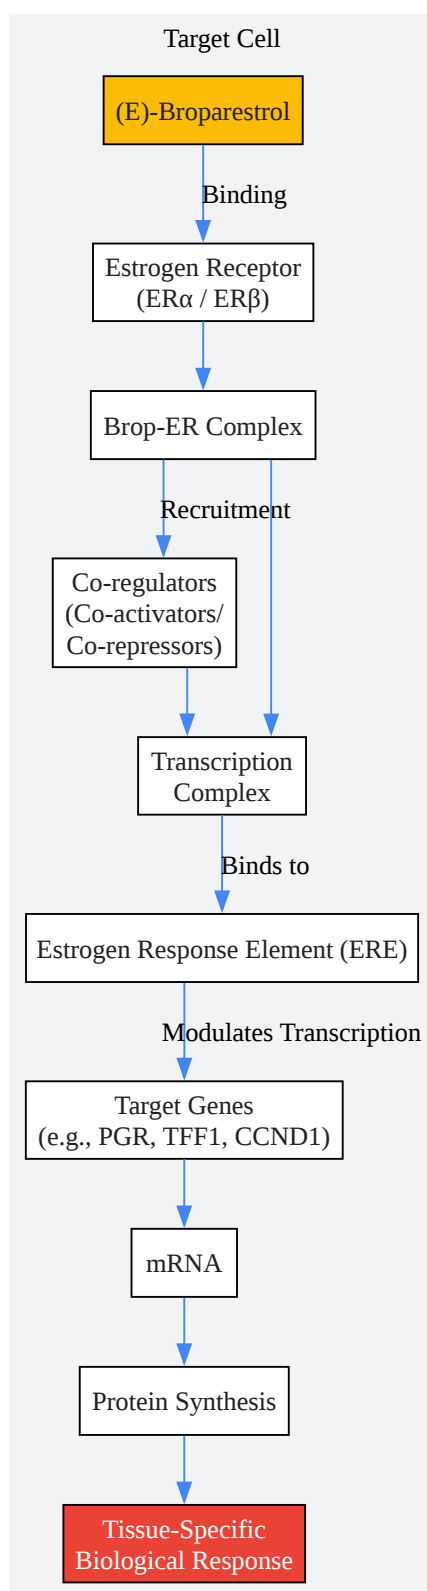 Target Cell
(E)-Broparestrol
Binding
Estrogen Receptor
(ERα / ERβ)
Brop-ER Complex
Recruitment
Co-regulators
(Co-activators/
Co-repressors)
Transcription
Complex
Binds to
Estrogen Response Element (ERE)
Modulates Transcription
Target Genes
(e.g., PGR, TFF1, CCND1)
mRNA
Protein Synthesis
Tissue-Specific
Biological Response